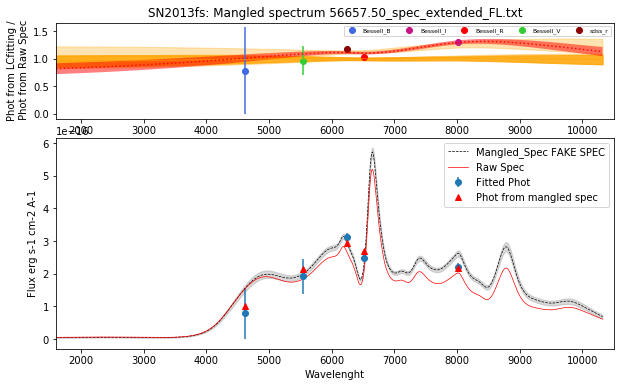 SN2013fs: Mangled spectrum 56657.50_spec_extended_FL.txt
Phot from LCfitting /
Phot from Raw Spec
1.5
1.0
0.5
0.0
Bessell_B
Bessell_I
Bessell_R
Bessell_V
sdss_r
2000 3000 4000 5000 6000 7000 8000 9000 10000
1e−16
Flux erg s-1 cm-2 A-1
6
5
4
3
2
1
0
Mangled_Spec FAKE SPEC
Raw Spec
Fitted Phot
Phot from mangled spec
2000 3000 4000 5000 6000 7000 8000 9000 10000
Wavelenght